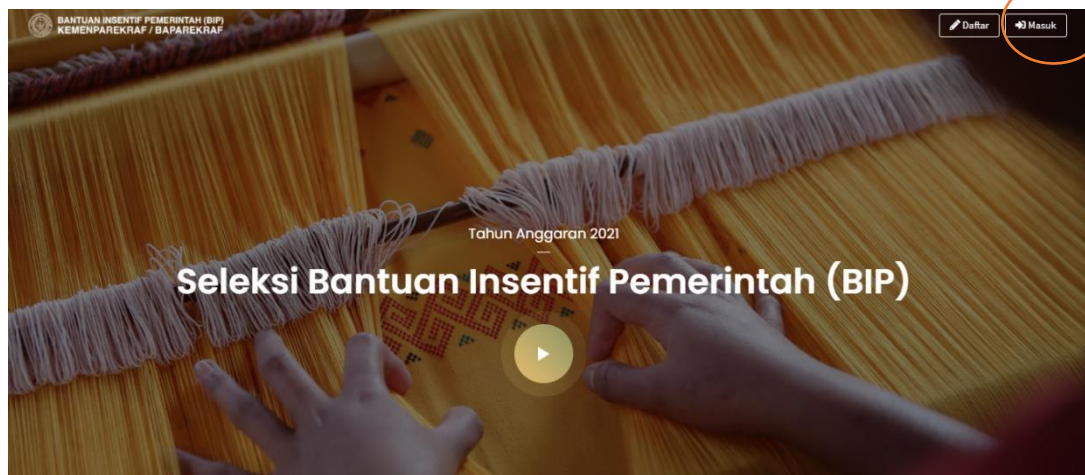 BANTUAN INSENTIF PEMERINTAH (BIP)
KEMENPAREKRAF / BAPAREKRAF
Daftar
Masuk
Tahun Anggaran 2021
Seleksi Bantuan Insentif Pemerintah (BIP)